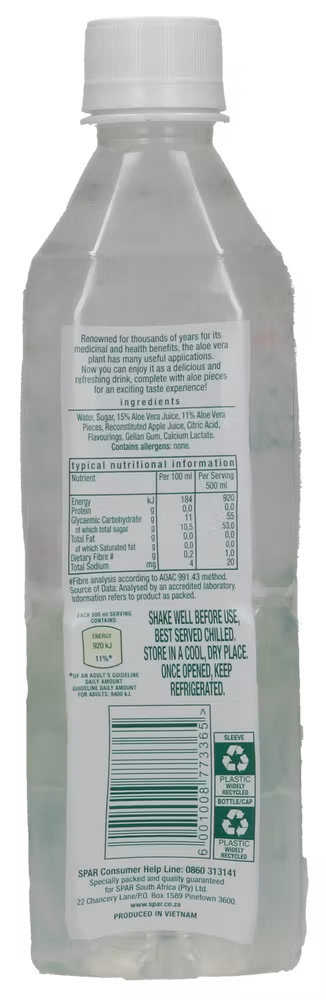 Renowned for thousands of years for its
medicinal and health benefits, the aloe vera
plant has many useful applications.
Now you can enjoy it as a delicious and
refreshing drink, complete with aloe pieces
for an exciting taste experience!
ingredients
Water, Sugar, 15% Aloe Vera Juice, 11% Aloe Vera
Pieces, Reconstituted Apple Juice, Citric Acid,
Flavourings, Gellan Gum, Calcium Lactate.
Contains allergens: none.
typical nutritional information
Nutrient Per 100 ml Per Serving
500 ml
Energy kJ 184 920
Protein g 0,0 0,0
Glycaemic Carbohydrate g 11 55
of which total sugar g 10,5 53,0
Total Fat g 0,0 0,0
of which Saturated fat g 0,0 0,0
Dietary Fibre # g 0,2 1,0
Total Sodium mg 4 20
#Fibre analysis according to AOAC 991.43 method.
Source of Data: Analysed by an accredited laboratory.
Information refers to product as packed.
EACH 500 ml SERVING
CONTAINS:
ENERGY
920 kJ
11%*
*OF AN ADULT'S GUIDELINE
DAILY AMOUNT
GUIDELINE DAILY AMOUNT
FOR ADULTS: 8400 kJ.
SHAKE WELL BEFORE USE,
BEST SERVED CHILLED.
STORE IN A COOL, DRY PLACE.
ONCE OPENED, KEEP
REFRIGERATED.
6 001008 773365 >
SLEEVE
PLASTIC
WIDELY
RECYCLED
BOTTLE/CAP
PLASTIC
WIDELY
RECYCLED
SPAR Consumer Help Line: 0860 313141
Specially packed and quality guaranteed
for SPAR South Africa (Pty) Ltd.
22 Chancery Lane/P.O. Box 1589 Pinetown 3600.
www.spar.co.za
PRODUCED IN VIETNAM